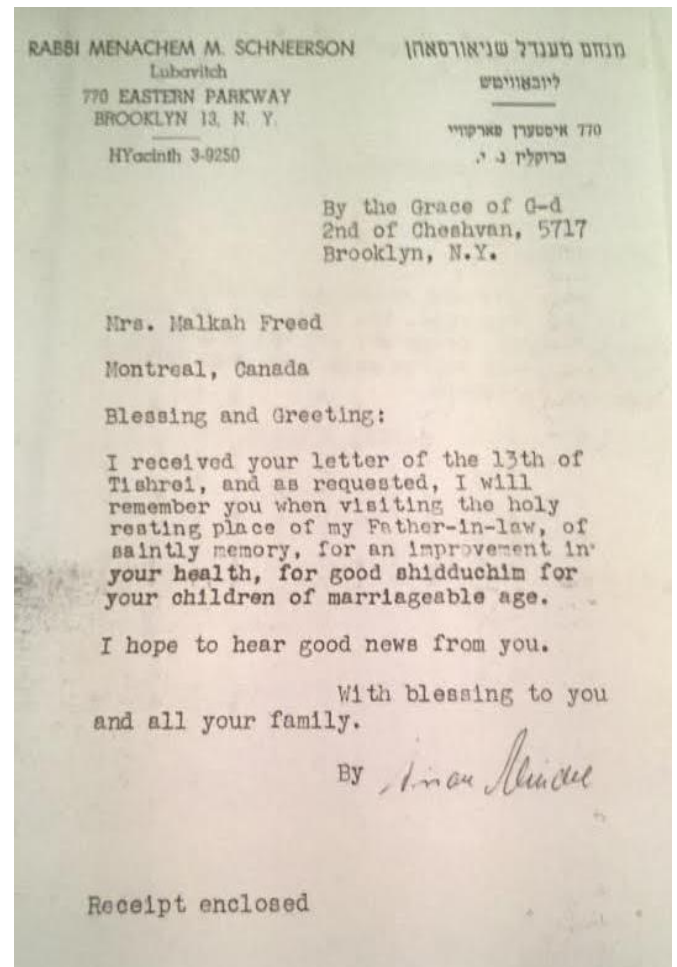 RABBI MENACHEM M. SCHNEERSON
Lubavitch
770 EASTERN PARKWAY
BROOKLYN 13, N. Y.
HYacinth 3-9250
מנחם מענדל שניאורסאהן
ליובאוויטש
770 איסטערן פארקוויי
ברוקלין נ. י.
By the Grace of G-d
2nd of Cheshvan, 5717
Brooklyn, N.Y.
Mrs. Malkah Freed
Montreal, Canada
Blessing and Greeting:
I received your letter of the 13th of
Tishrei, and as requested, I will
remember you when visiting the holy
resting place of my Father-in-law, of
saintly memory, for an improvement in
your health, for good shidduchim for
your children of marriageable age.
I hope to hear good news from you.
With blessing to you
and all your family.
By
Receipt enclosed